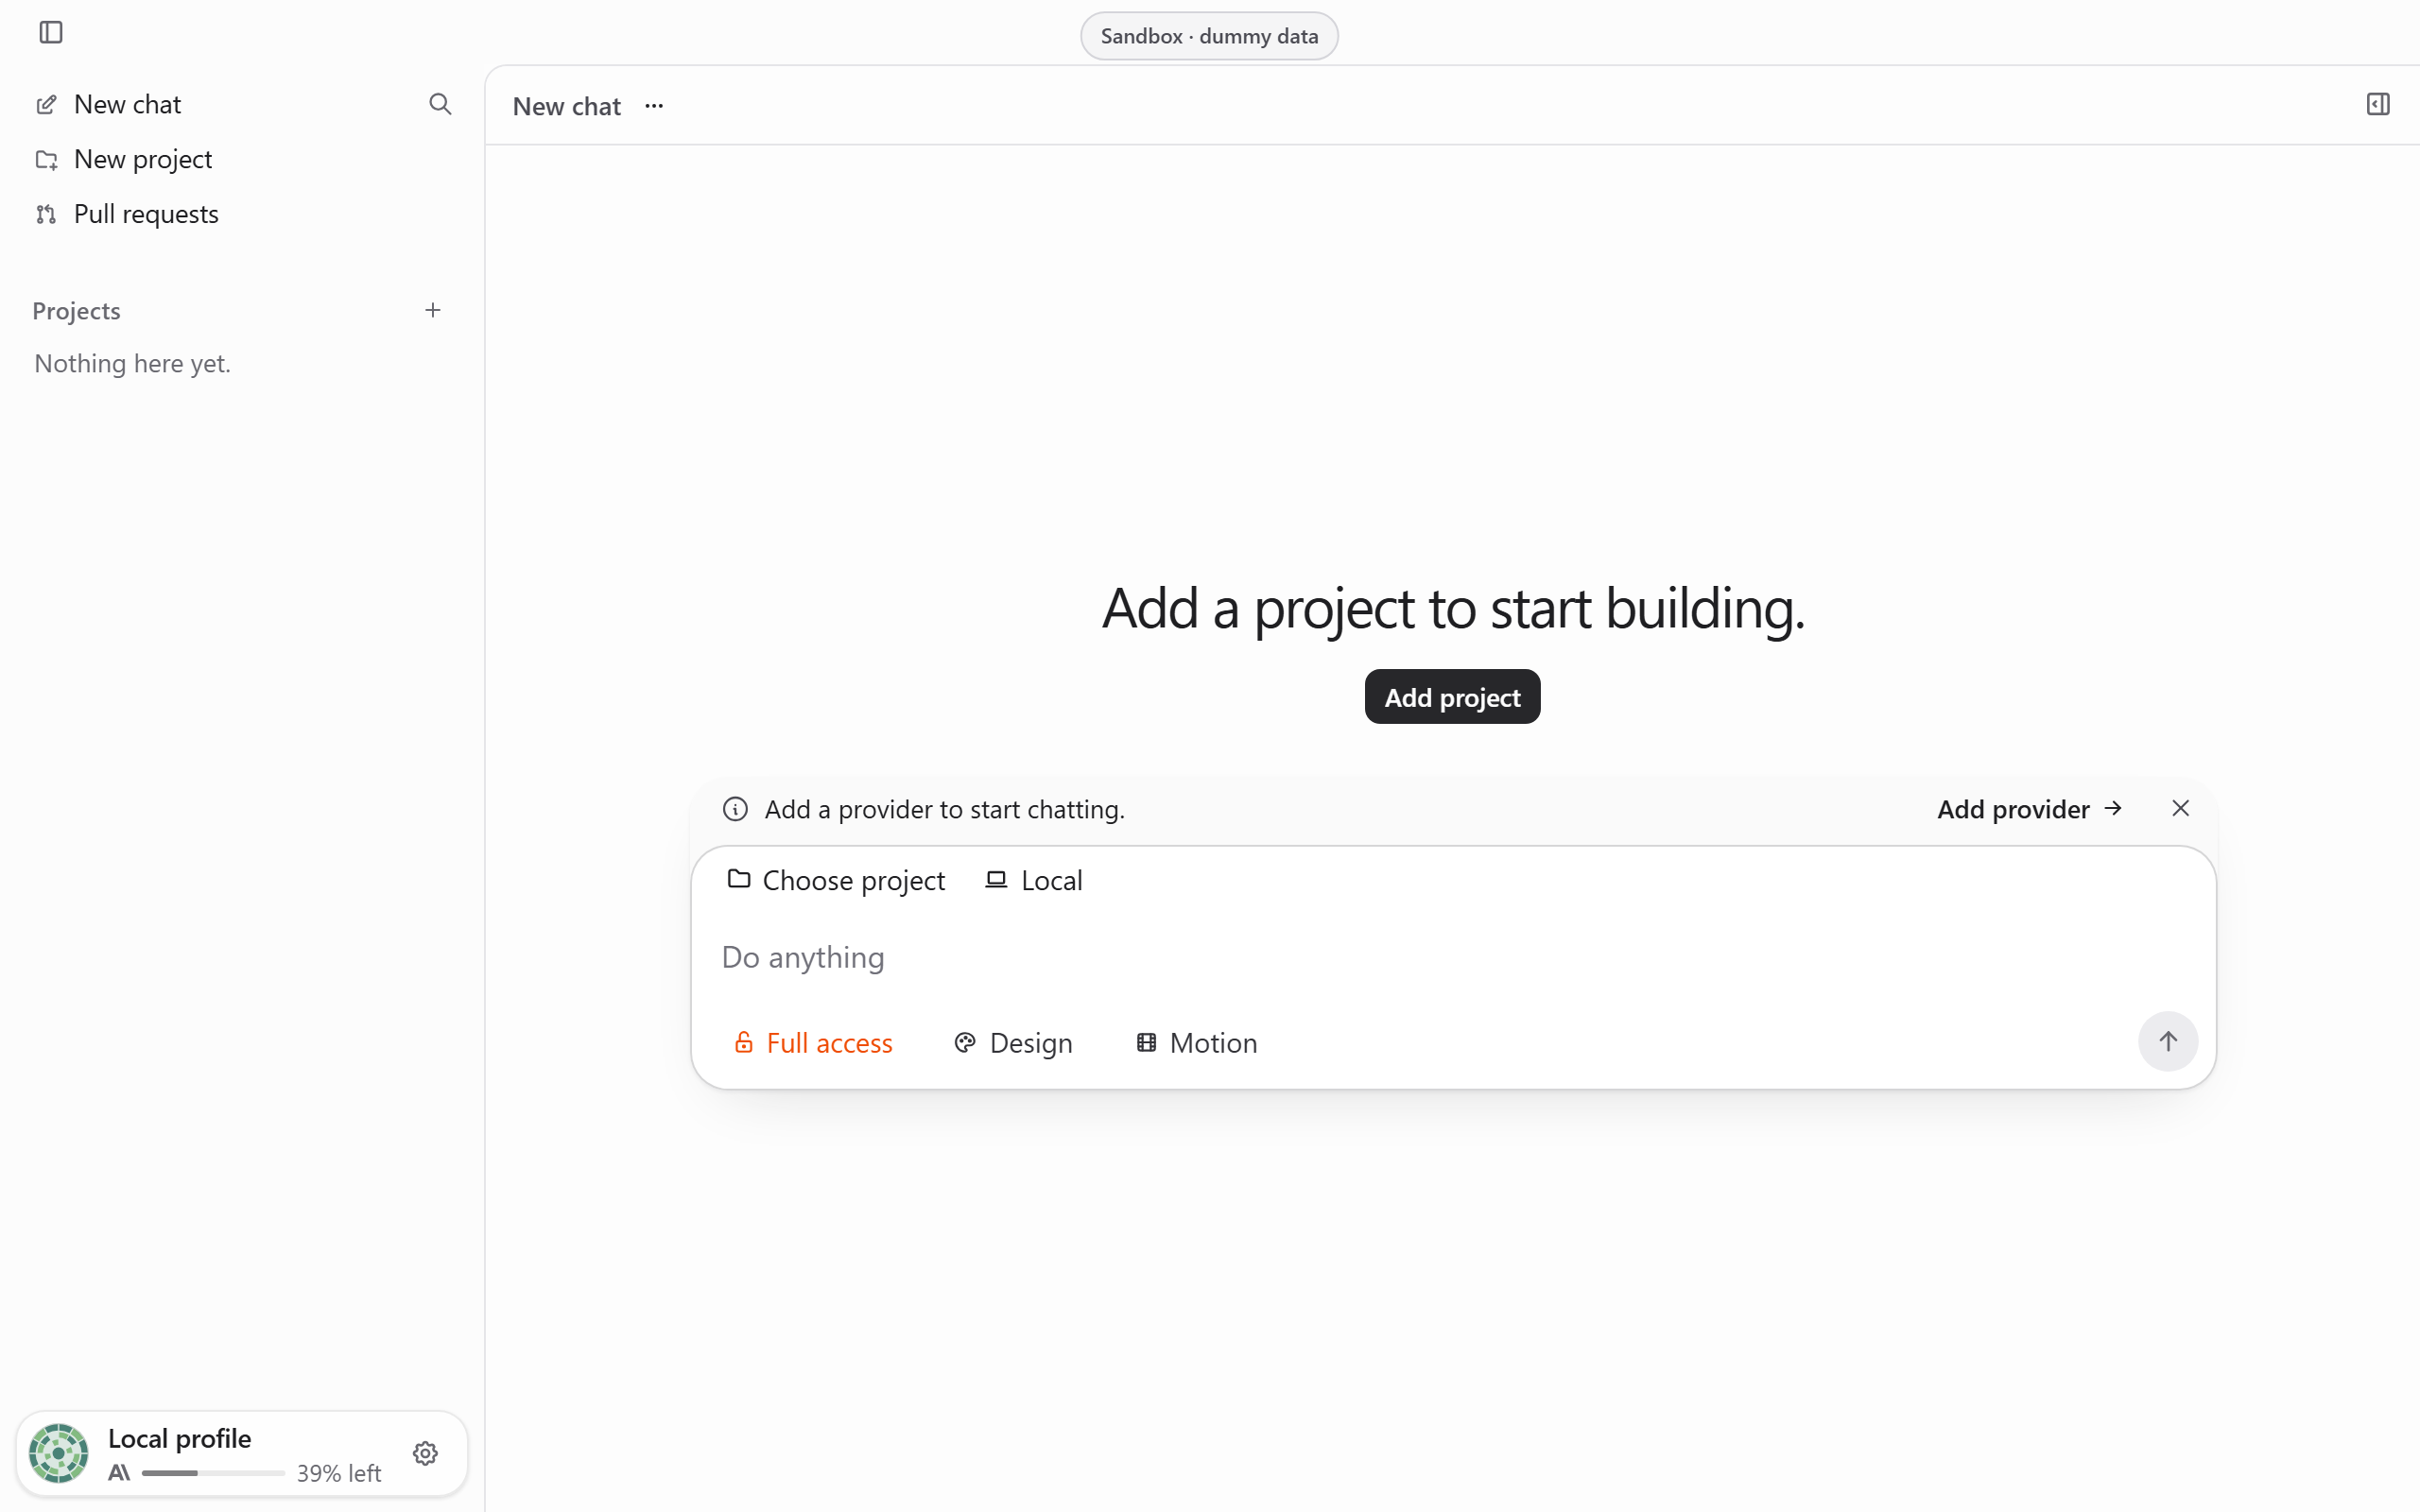 Sandbox · dummy data
New chat
New project
Pull requests
Projects
Nothing here yet.
New chat
Add a project to start building.
Add project
Add a provider to start chatting.
Add provider
Choose project
Local
Do anything
Full access
Design
Motion
Local profile
39% left